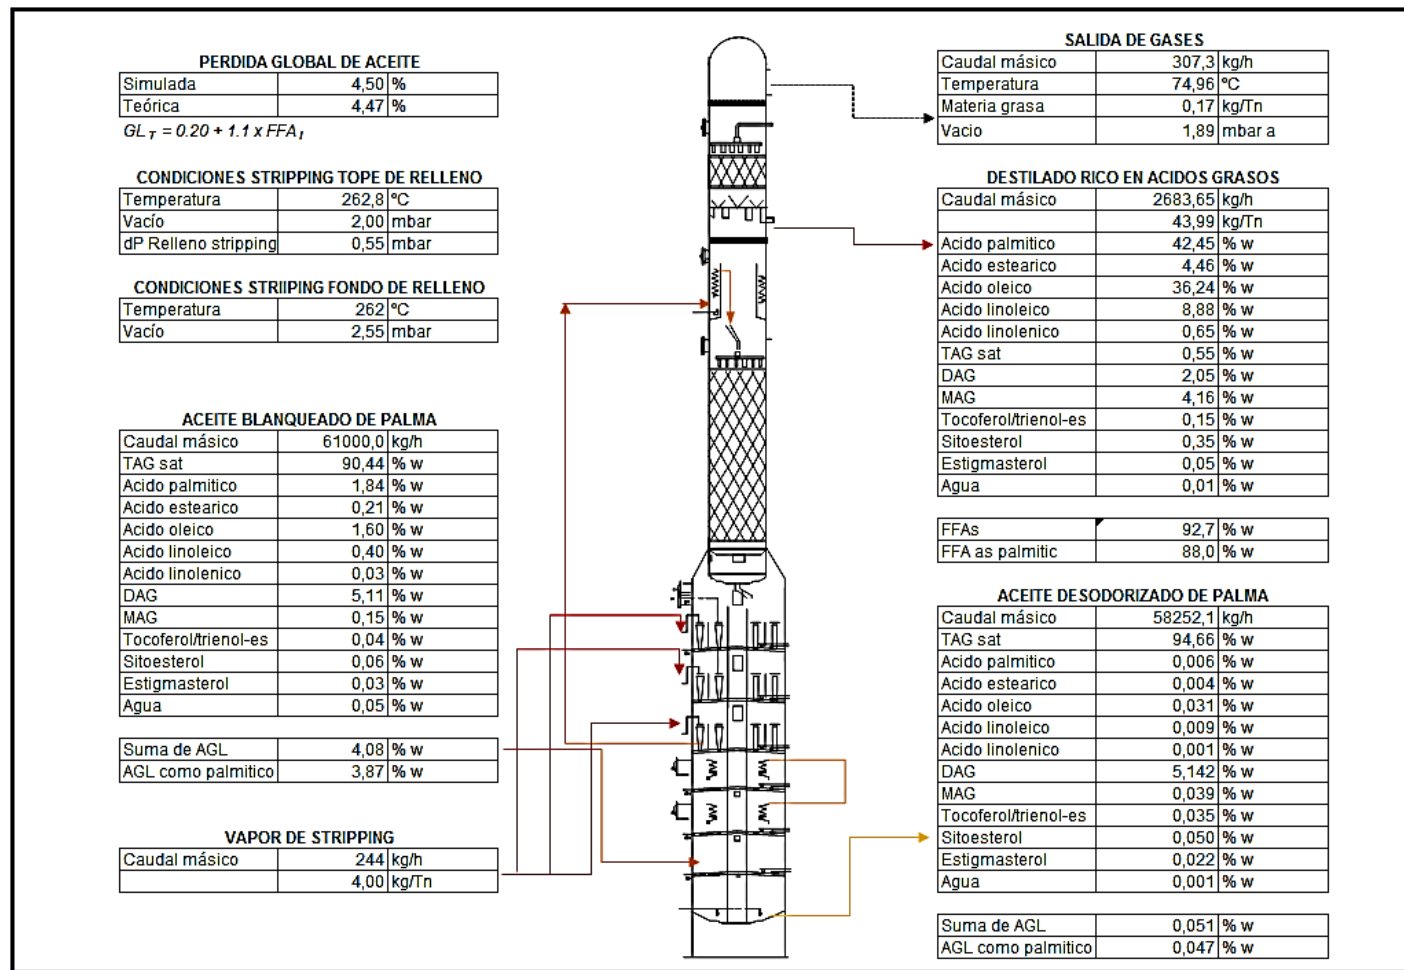 PERDIDA GLOBAL DE ACEITE
Simulada 4,50 %
Teórica 4,47 %
GL T = 0.20 + 1.1 x FFA I
CONDICIONES STRIPPING TOPE DE RELLENO
Temperatura 262,8 ºC
Vacío 2,00 mbar
dP Relleno stripping 0,55 mbar
CONDICIONES STRIIPING FONDO DE RELLENO
Temperatura 262 ºC
Vacío 2,55 mbar
ACEITE BLANQUEADO DE PALMA
Caudal másico 61000,0 kg/h
TAG sat 90,44 % w
Acido palmitico 1,84 % w
Acido estearico 0,21 % w
Acido oleico 1,60 % w
Acido linoleico 0,40 % w
Acido linolenico 0,03 % w
DAG 5,11 % w
MAG 0,15 % w
Tocoferol/trienol-es 0,04 % w
Sitoesterol 0,06 % w
Estigmasterol 0,03 % w
Agua 0,05 % w
Suma de AGL 4,08 % w
AGL como palmitico 3,87 % w
VAPOR DE STRIPPING
Caudal másico 244 kg/h
4,00 kg/Tn
SALIDA DE GASES
Caudal másico 307,3 kg/h
Temperatura 74,96 ºC
Materia grasa 0,17 kg/Tn
Vacio 1,89 mbar a
DESTILADO RICO EN ACIDOS GRASOS
Caudal másico 2683,65 kg/h
43,99 kg/Tn
Acido palmitico 42,45 % w
Acido estearico 4,46 % w
Acido oleico 36,24 % w
Acido linoleico 8,88 % w
Acido linolenico 0,65 % w
TAG sat 0,55 % w
DAG 2,05 % w
MAG 4,16 % w
Tocoferol/trienol-es 0,15 % w
Sitoesterol 0,35 % w
Estigmasterol 0,05 % w
Agua 0,01 % w
FFAs 92,7 % w
FFA as palmitic 88,0 % w
ACEITE DESODORIZADO DE PALMA
Caudal másico 58252,1 kg/h
TAG sat 94,66 % w
Acido palmitico 0,006 % w
Acido estearico 0,004 % w
Acido oleico 0,031 % w
Acido linoleico 0,009 % w
Acido linolenico 0,001 % w
DAG 5,142 % w
MAG 0,039 % w
Tocoferol/trienol-es 0,035 % w
Sitoesterol 0,050 % w
Estigmasterol 0,022 % w
Agua 0,001 % w
Suma de AGL 0,051 % w
AGL como palmitico 0,047 % w